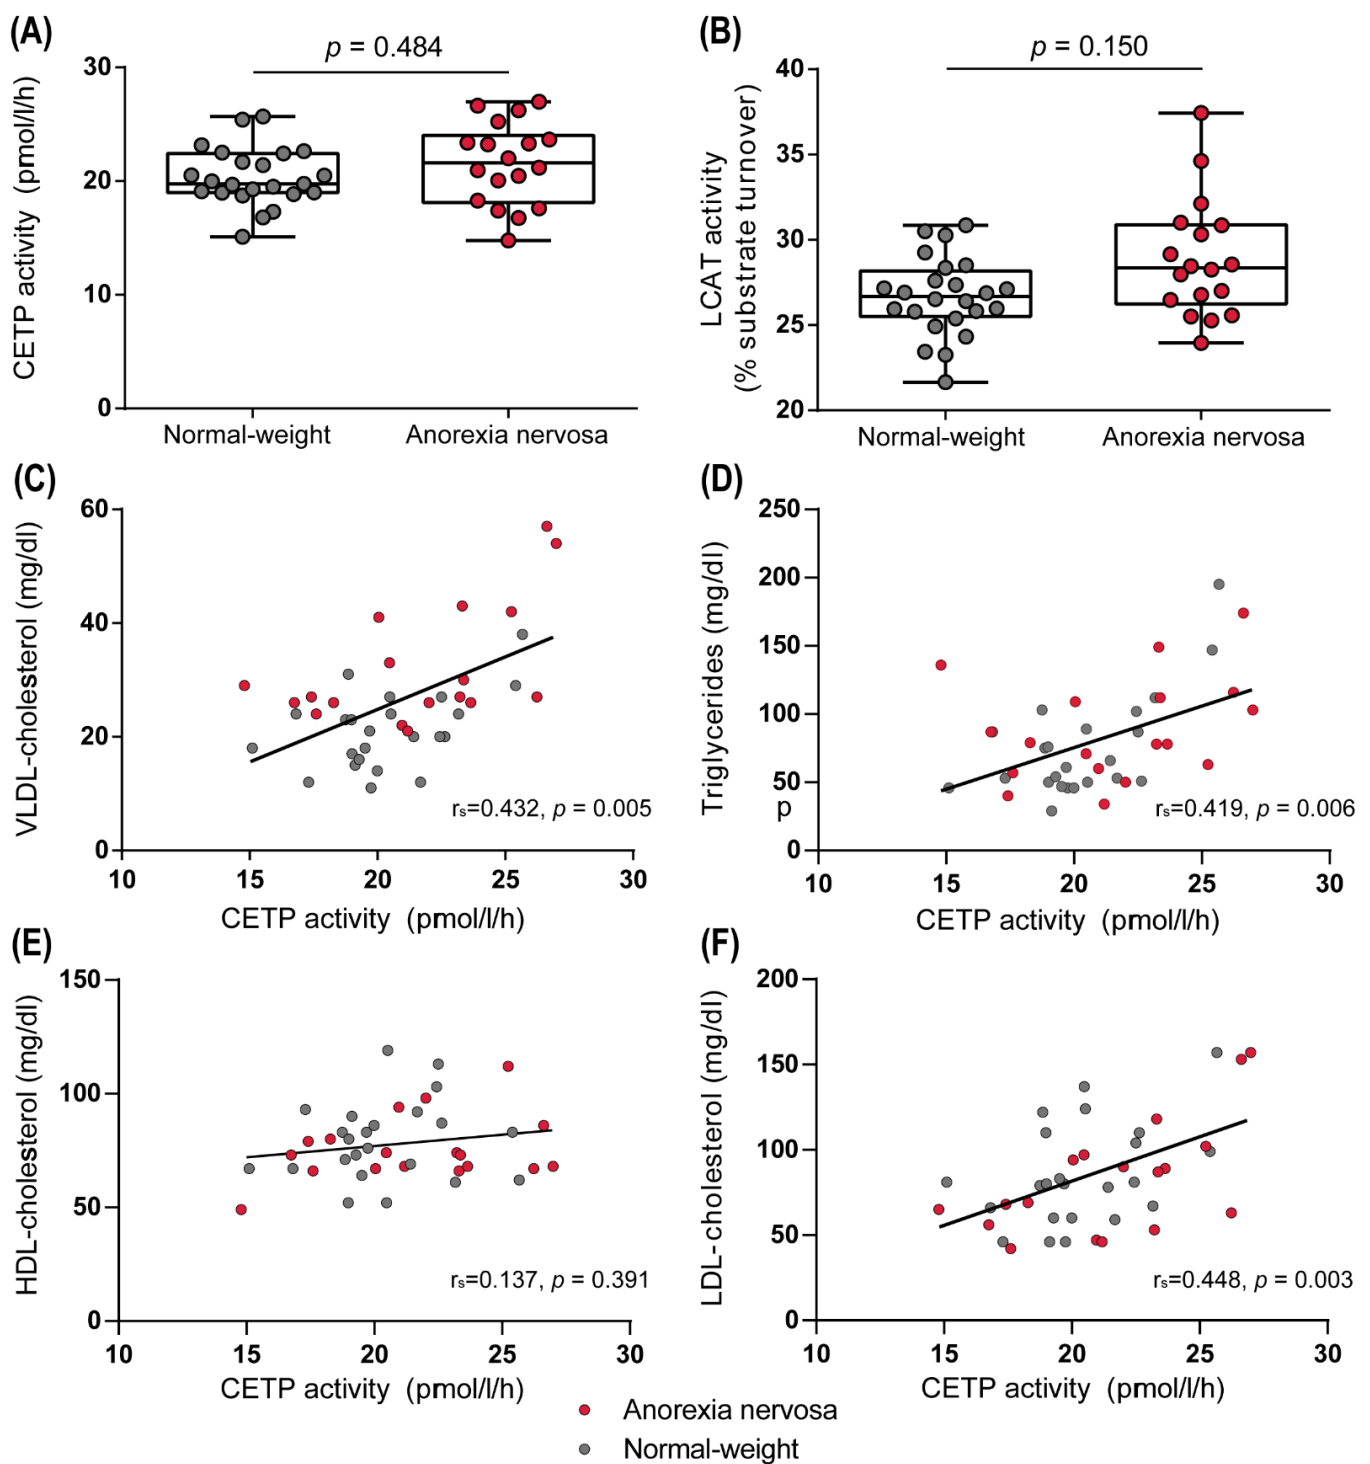 (A)
p = 0.484
CETP activity (pmol/l/h)
30
20
10
0
Normal-weight
Anorexia nervosa
(B)
p = 0.150
LCAT activity
(% substrate turnover)
40
35
30
25
20
Normal-weight
Anorexia nervosa
(C)
VLDL-cholesterol (mg/dl)
60
40
20
0
rs=0.432, p = 0.005
10 15 20 25 30
CETP activity (pmol/l/h)
(D)
Triglycerides (mg/dl)
p
250
200
150
100
50
0
rs=0.419, p = 0.006
10 15 20 25 30
CETP activity (pmol/l/h)
(E)
HDL-cholesterol (mg/dl)
150
100
50
0
rs=0.137, p = 0.391
10 15 20 25 30
CETP activity (pmol/l/h)
(F)
LDL-cholesterol (mg/dl)
200
150
100
50
0
rs=0.448, p = 0.003
10 15 20 25 30
CETP activity (pmol/l/h)
Anorexia nervosa
Normal-weight